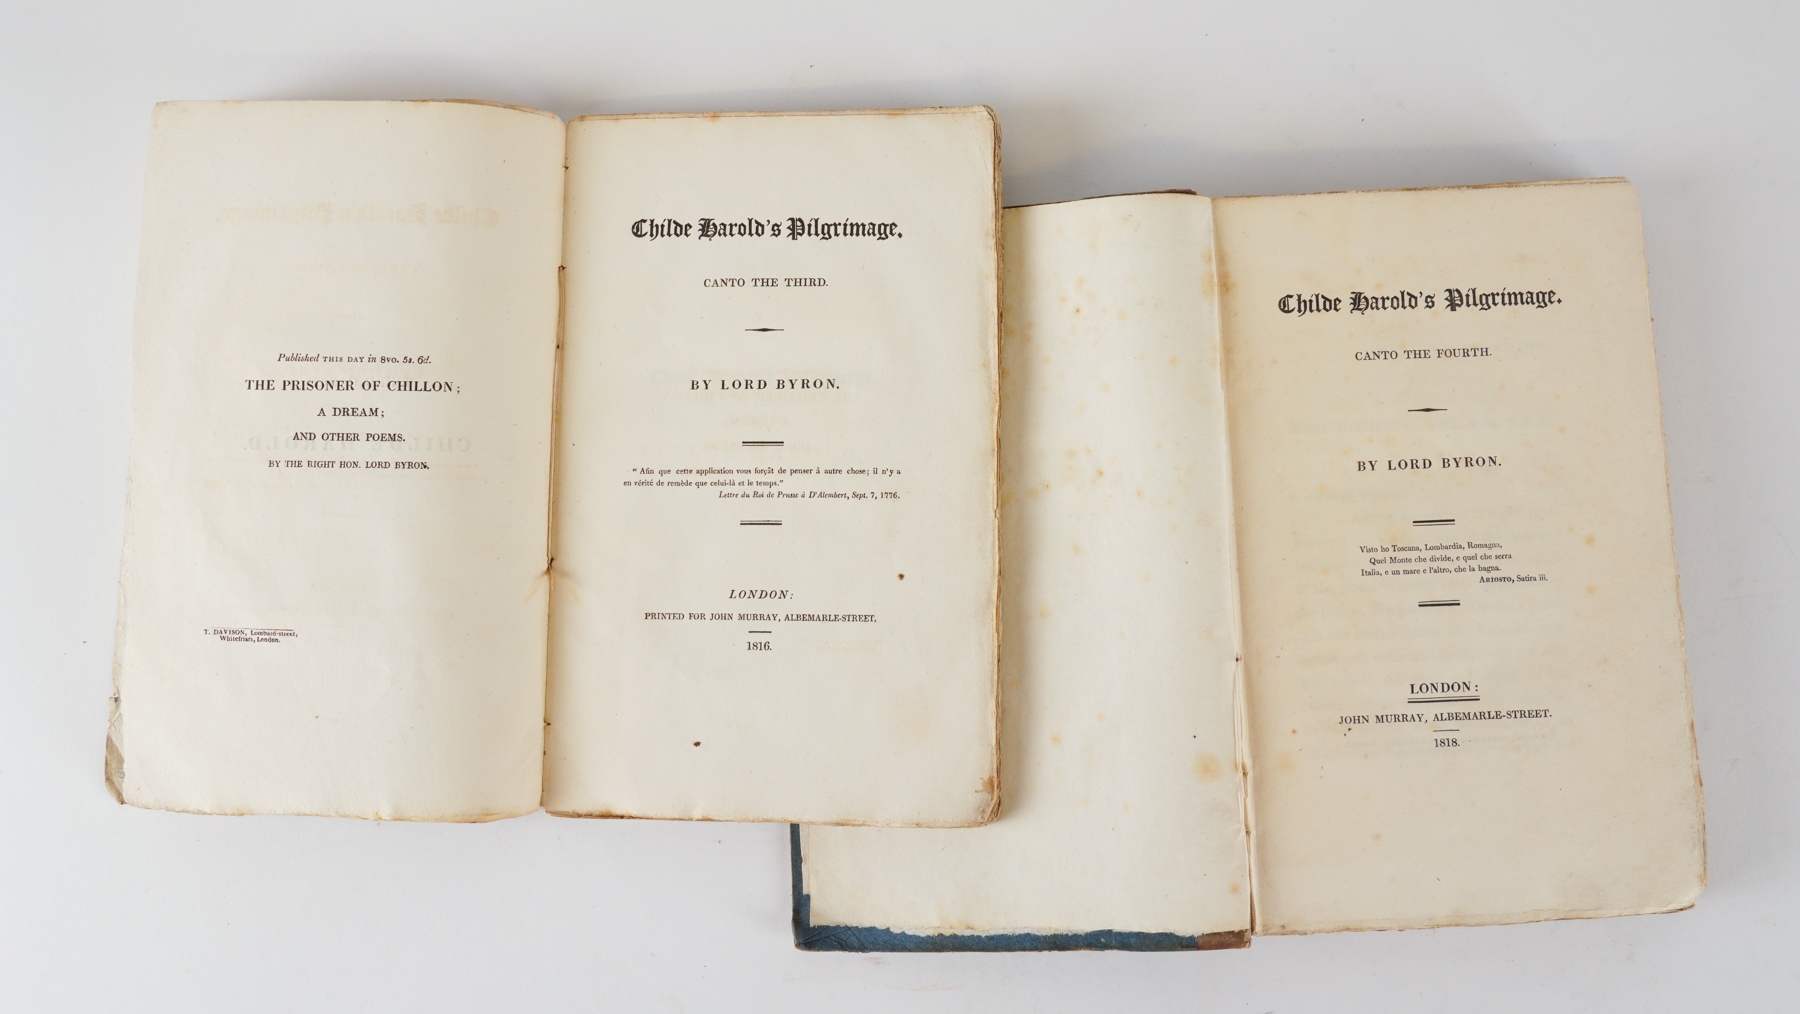 Published THIS DAY in 8vo. 5s. 6d.
THE PRISONER OF CHILLON;
A DREAM;
AND OTHER POEMS.
BY THE RIGHT HON. LORD BYRON.
T. DAVISON, Lombard-street,
Whitefriars, London.
Childe Harold's Pilgrimage.
CANTO THE THIRD.
BY LORD BYRON.
" Afin que cette application vous forçât de penser à autre chose; il n'y a
en vérité de remède que celui-là et le temps."
Lettre du Roi de Prusse à D'Alembert, Sept. 7, 1776.
LONDON:
PRINTED FOR JOHN MURRAY, ALBEMARLE-STREET.
1816.
Childe Harold's Pilgrimage.
CANTO THE FOURTH.
BY LORD BYRON.
Visto ho Toscana, Lombardia, Romagna,
Quel Monte che divide, e quel che serra
Italia, e un mare e l'altro, che la bagna.
ARIOSTO, Satira iii.
LONDON:
JOHN MURRAY, ALBEMARLE-STREET.
1818.